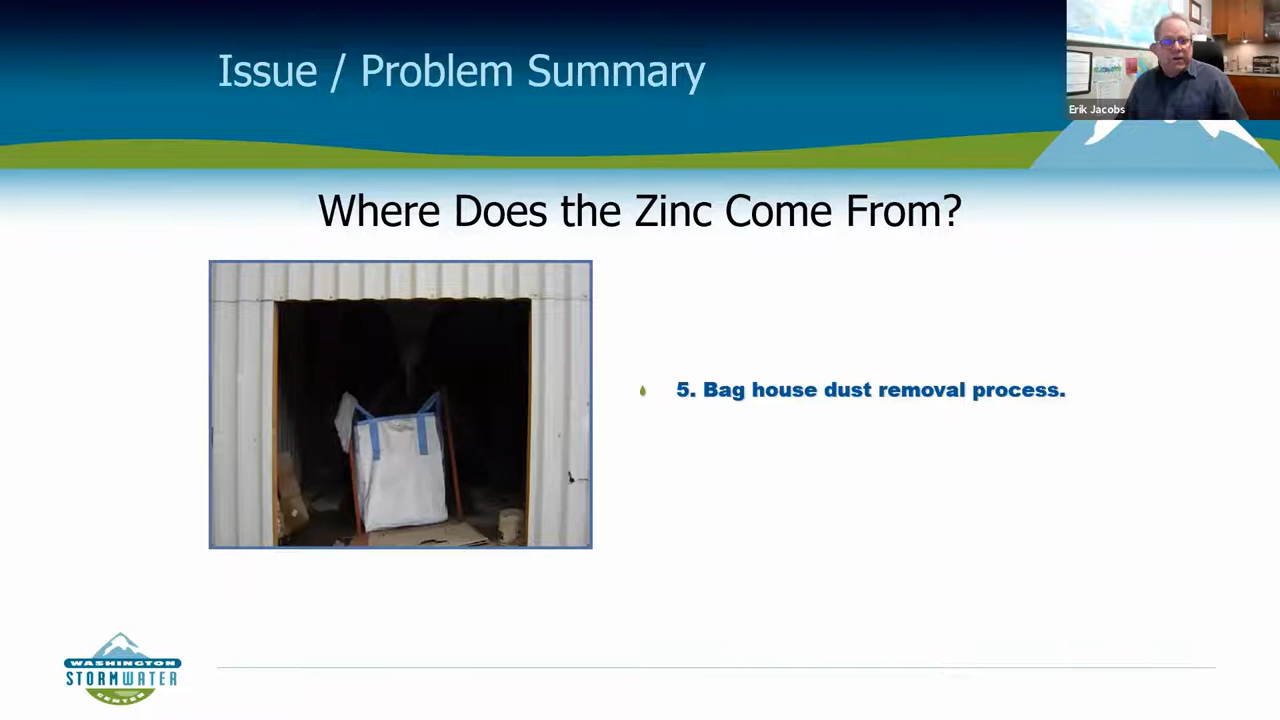 Issue / Problem Summary
Erik Jacobs
Where Does the Zinc Come From?
5. Bag house dust removal process.
WASHINGTON
STORMWATER
CENTER